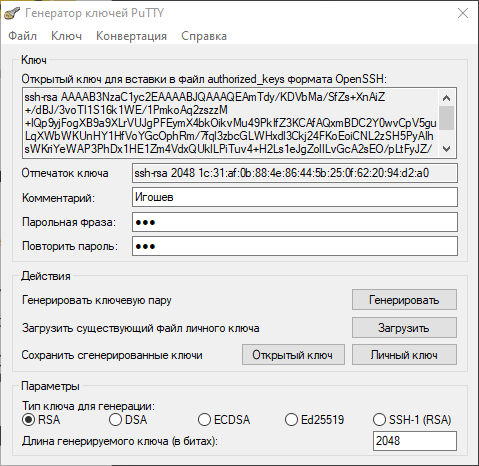 Генератор ключей PuTTY
Файл Ключ Конвертация Справка
Ключ
Открытый ключ для вставки в файл authorized_keys формата OpenSSH:
ssh-rsa AAAAB3NzaC1yc2EAAAABJQAAAQEAmTdy/KDVbMa/SfZs+XnAiZ
+/dBJ/3voTI1S16k1WE/1PmkoAq2zszzM
+IQp9yjFogXB9a9XLrVUJgPFEymX4bkOikvMu49PkIfZ3KCAfAQxmBDC2Y0wvCpV5gu
LqXWbWKUnHY1HfVoYGcOphRm/7fql3zbcGLWHxdl3Ckj24FKoEoiCNL2zSH5PyAlh
sWKriYeWAP3PhDx1HE1Zm4VdxQUkILPiTuv4+H2Ls1eJgZolILvGcA2sEO/pLtFyJZ/
Отпечаток ключа ssh-rsa 2048 1c:31:af:0b:88:4e:86:44:5b:25:0f:62:20:94:d2:a0
Комментарий: Игошев
Парольная фраза: ●●●
Повторить пароль: ●●●
Действия
Генерировать ключевую пару Генерировать
Загрузить существующий файл личного ключа Загрузить
Сохранить сгенерированные ключи Открытый ключ Личный ключ
Параметры
Тип ключа для генерации:
RSA DSA ECDSA Ed25519 SSH-1 (RSA)
Длина генерируемого ключа (в битах): 2048